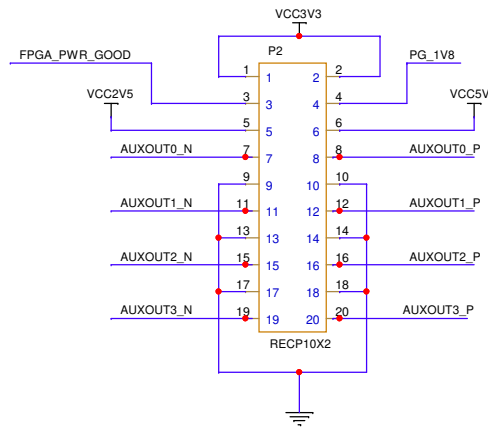 VCC3V3
P2
FPGA_PWR_GOOD
PG_1V8
1 1 2 2
3 3 4 4
VCC2V5
VCC5V
5 5 6 6
AUXOUT0_N 7 7 8 8 AUXOUT0_P
9 9 10 10
AUXOUT1_N 11 11 12 12 AUXOUT1_P
13 13 14 14
AUXOUT2_N 15 15 16 16 AUXOUT2_P
17 17 18 18
AUXOUT3_N 19 19 20 20 AUXOUT3_P
RECP10X2